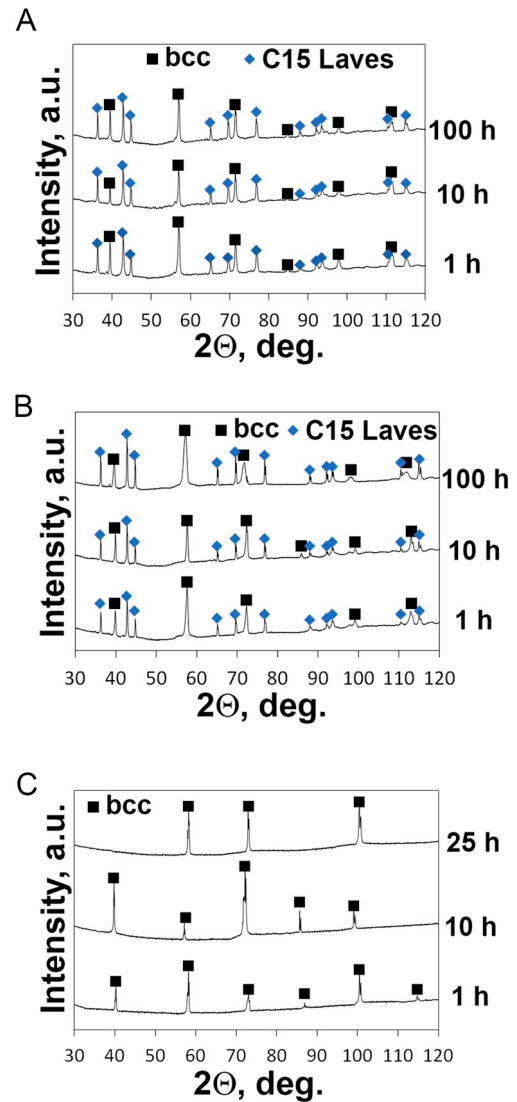 A
■ bcc ◆ C15 Laves
Intensity, a.u.
100 h
10 h
1 h
30 40 50 60 70 80 90 100 110 120
2Θ, deg.
B
■ bcc ◆ C15 Laves
Intensity, a.u.
100 h
10 h
1 h
30 40 50 60 70 80 90 100 110 120
2Θ, deg.
C
■ bcc
Intensity, a.u.
25 h
10 h
1 h
30 40 50 60 70 80 90 100 110 120
2Θ, deg.